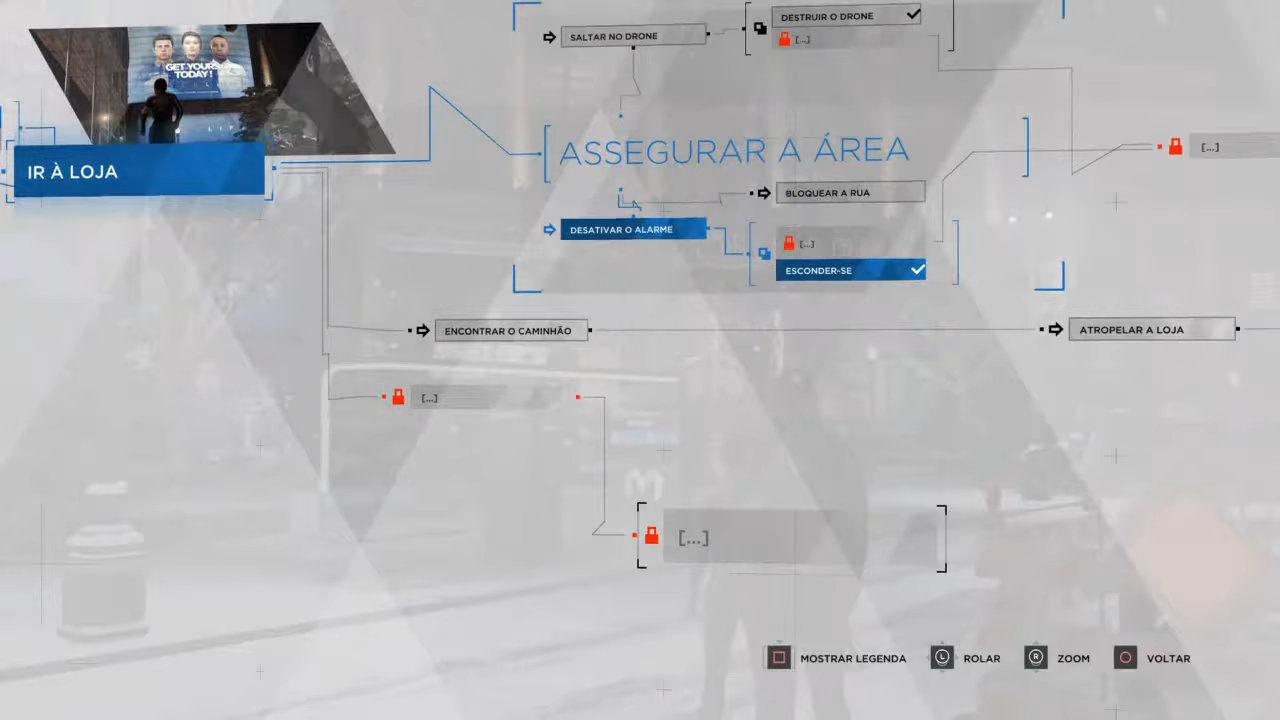 SALTAR NO DRONE
DESTRUIR O DRONE
[...]
GET YOURS
TODAY!
ASSEGURAR A ÁREA
[...]
IR À LOJA
BLOQUEAR A RUA
DESATIVAR O ALARME
[...]
ESCONDER-SE
ENCONTRAR O CAMINHÃO
ATROPELAR A LOJA
[...]
[...]
MOSTRAR LEGENDA
L
ROLAR
R
ZOOM
VOLTAR